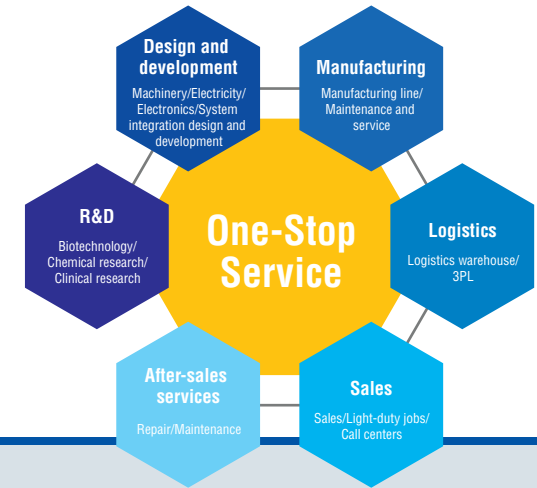 Design and
development
Machinery/Electricity/
Electronics/System
integration design and
development
Manufacturing
Manufacturing line/
Maintenance and
service
R&D
Biotechnology/
Chemical research/
Clinical research
One-Stop
Service
Logistics
Logistics warehouse/
3PL
After-sales
services
Repair/Maintenance
Sales
Sales/Light-duty jobs/
Call centers